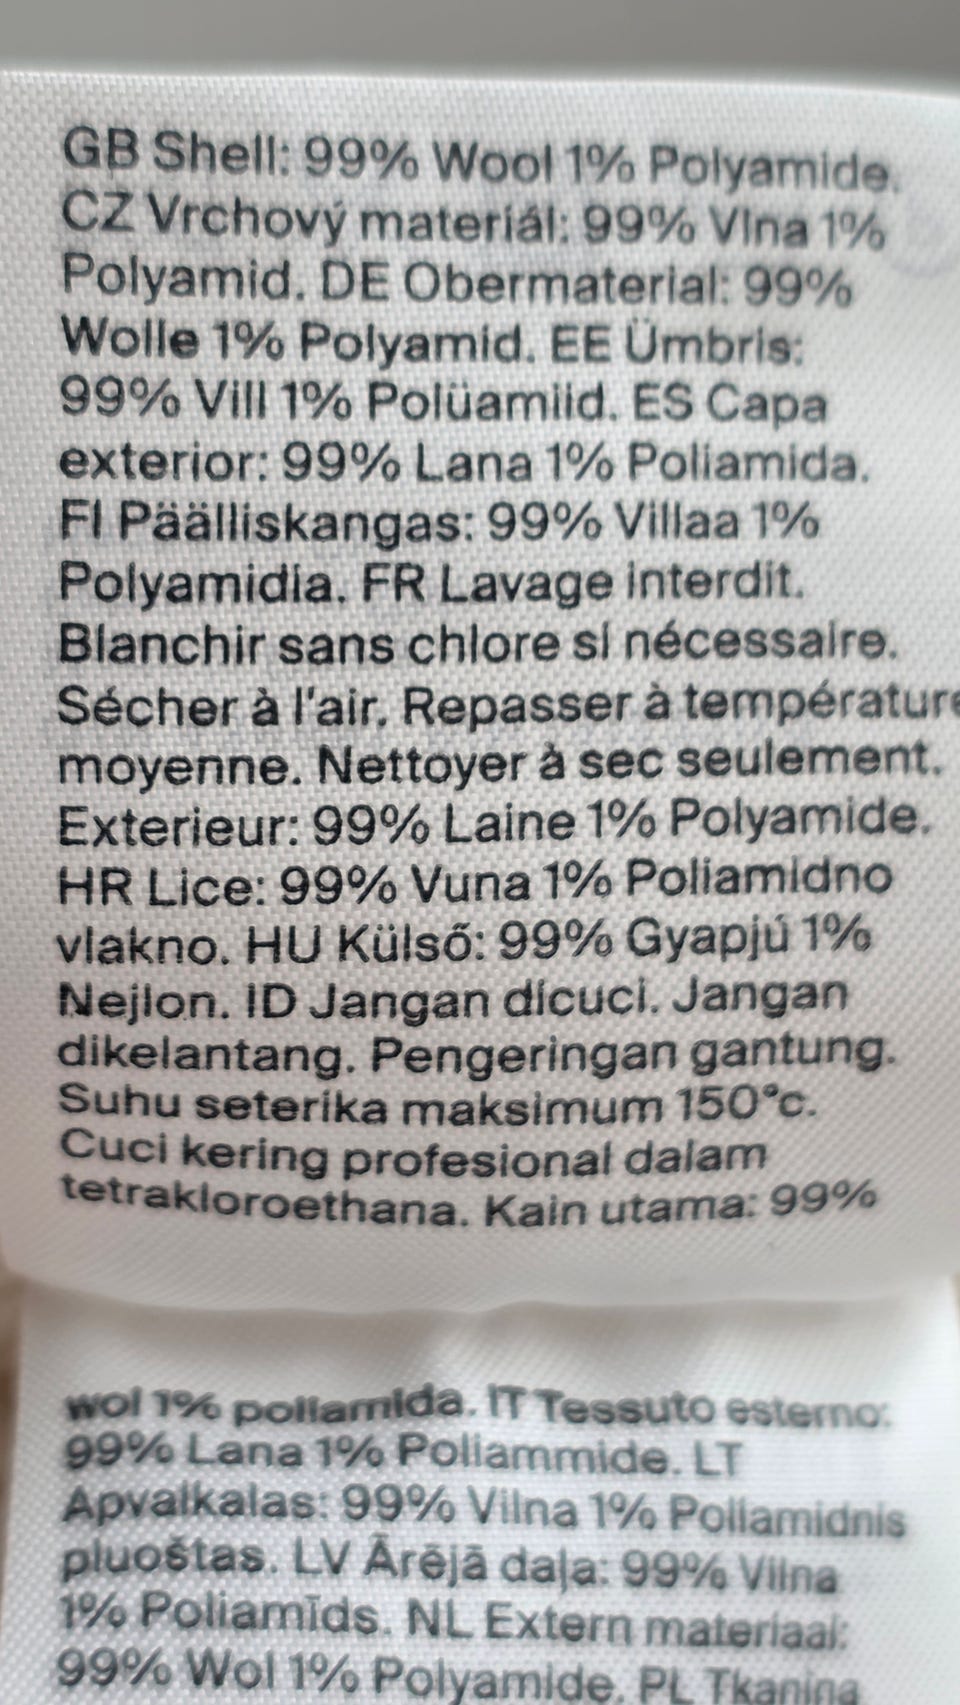 GB Shell: 99% Wool 1% Polyamide.
CZ Vrchový materiál: 99% Vlna 1%
Polyamid. DE Obermaterial: 99%
Wolle 1% Polyamid. EE Ümbris:
99% Vill 1% Polüamiid. ES Capa
exterior: 99% Lana 1% Poliamida.
FI Päälliskangas: 99% Villaa 1%
Polyamidia. FR Lavage interdit.
Blanchir sans chlore si nécessaire.
Sécher à l'air. Repasser à température
moyenne. Nettoyer à sec seulement.
Exterieur: 99% Laine 1% Polyamide.
HR Lice: 99% Vuna 1% Poliamidno
vlakno. HU Külső: 99% Gyapjú 1%
Nejlon. ID Jangan dicuci. Jangan
dikelantang. Pengeringan gantung.
Suhu seterika maksimum 150°c.
Cuci kering profesional dalam
tetrakloroethana. Kain utama: 99%
wol 1% poliamida. IT Tessuto esterno:
99% Lana 1% Poliammide. LT
Apvalkalas: 99% Vilna 1% Poliamidnis
pluoštas. LV Ārējā daļa: 99% Vilna
1% Poliamīds. NL Extern materiaal:
99% Wol 1% Polyamide. PL Tkanina